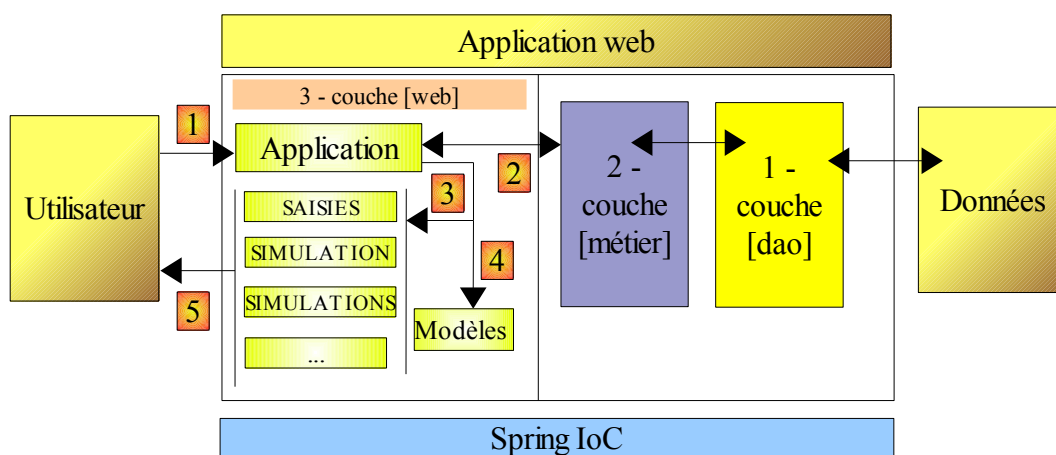 Application web
3 - couche [web]
1
Application
2
2 -
couche
[métier]
1 -
couche
[dao]
Utilisateur
Données
3
SAISIES
SIMULATION
4
SIMULATIONS
5
Modèles
...
Spring IoC